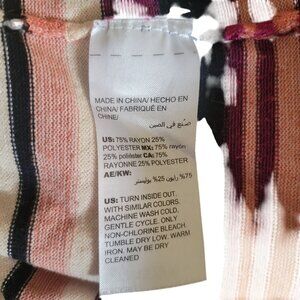 MADE IN CHINA/ HECHO EN
CHINA/ FABRIQUÉ EN
CHINE/
صنع في الصين
US: 75% RAYON 25%
POLYESTER MX: 75% rayón
25% poliéster CA: 75%
RAYONNE 25% POLYESTER
AE/KW:
75% رايون 25% بوليستر
US: TURN INSIDE OUT.
WITH SIMILAR COLORS.
MACHINE WASH COLD.
GENTLE CYCLE. ONLY
NON-CHLORINE BLEACH
TUMBLE DRY LOW. WARM
IRON. MAY BE DRY
CLEANED